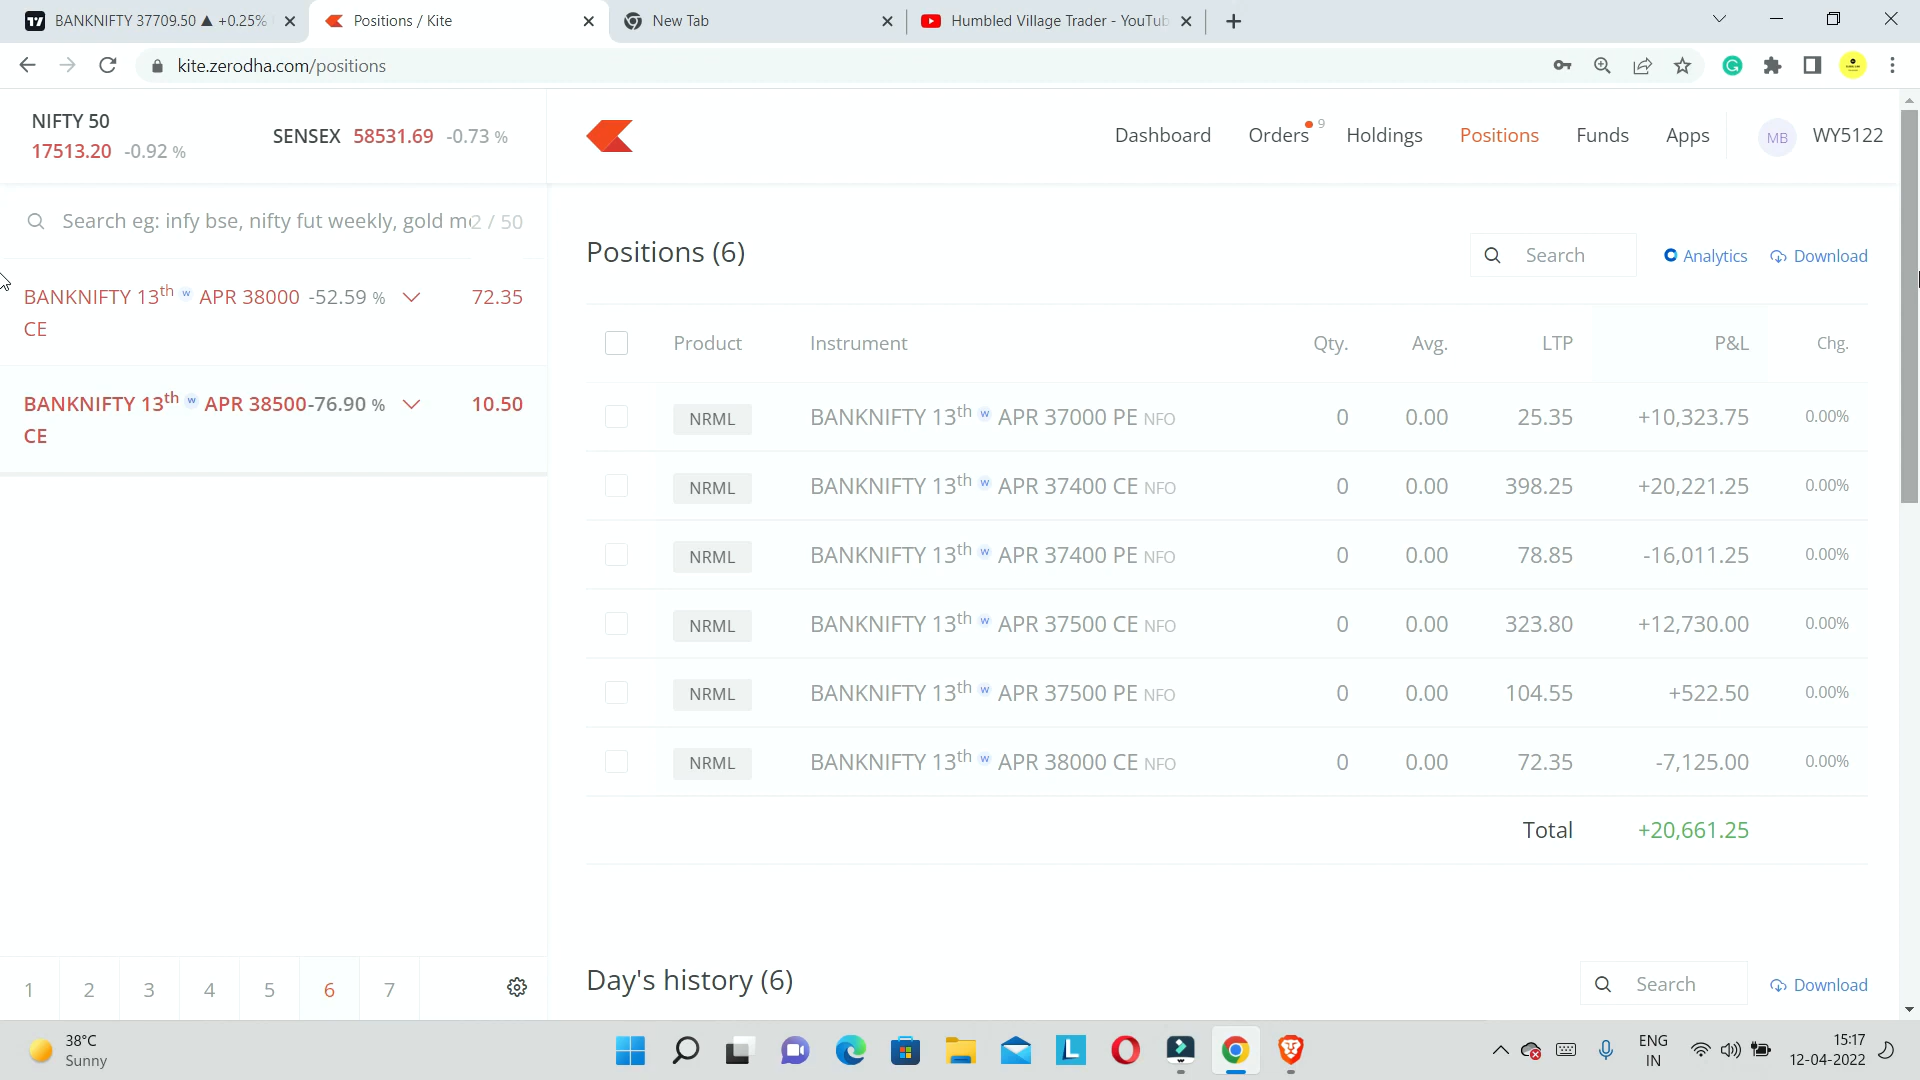 BANKNIFTY 37709.50 ▲ +0.25%
Positions / Kite
New Tab
Humbled Village Trader - YouTub
kite.zerodha.com/positions
NIFTY 50
17513.20 -0.92 %
SENSEX 58531.69 -0.73 %
Dashboard
Orders 9
Holdings
Positions
Funds
Apps
MB
WY5122
Search eg: infy bse, nifty fut weekly, gold m 2 / 50
BANKNIFTY 13th w APR 38000 -52.59 % 72.35
CE
BANKNIFTY 13th w APR 38500 -76.90 % 10.50
CE
Positions (6)
Search
Analytics
Download
Product Instrument Qty. Avg. LTP P&L Chg.
NRML BANKNIFTY 13th w APR 37000 PE NFO 0 0.00 25.35 +10,323.75 0.00%
NRML BANKNIFTY 13th w APR 37400 CE NFO 0 0.00 398.25 +20,221.25 0.00%
NRML BANKNIFTY 13th w APR 37400 PE NFO 0 0.00 78.85 -16,011.25 0.00%
NRML BANKNIFTY 13th w APR 37500 CE NFO 0 0.00 323.80 +12,730.00 0.00%
NRML BANKNIFTY 13th w APR 37500 PE NFO 0 0.00 104.55 +522.50 0.00%
NRML BANKNIFTY 13th w APR 38000 CE NFO 0 0.00 72.35 -7,125.00 0.00%
Total +20,661.25
Day's history (6)
Search
Download
1 2 3 4 5 6 7
38°C
Sunny
ENG
IN
15:17
12-04-2022